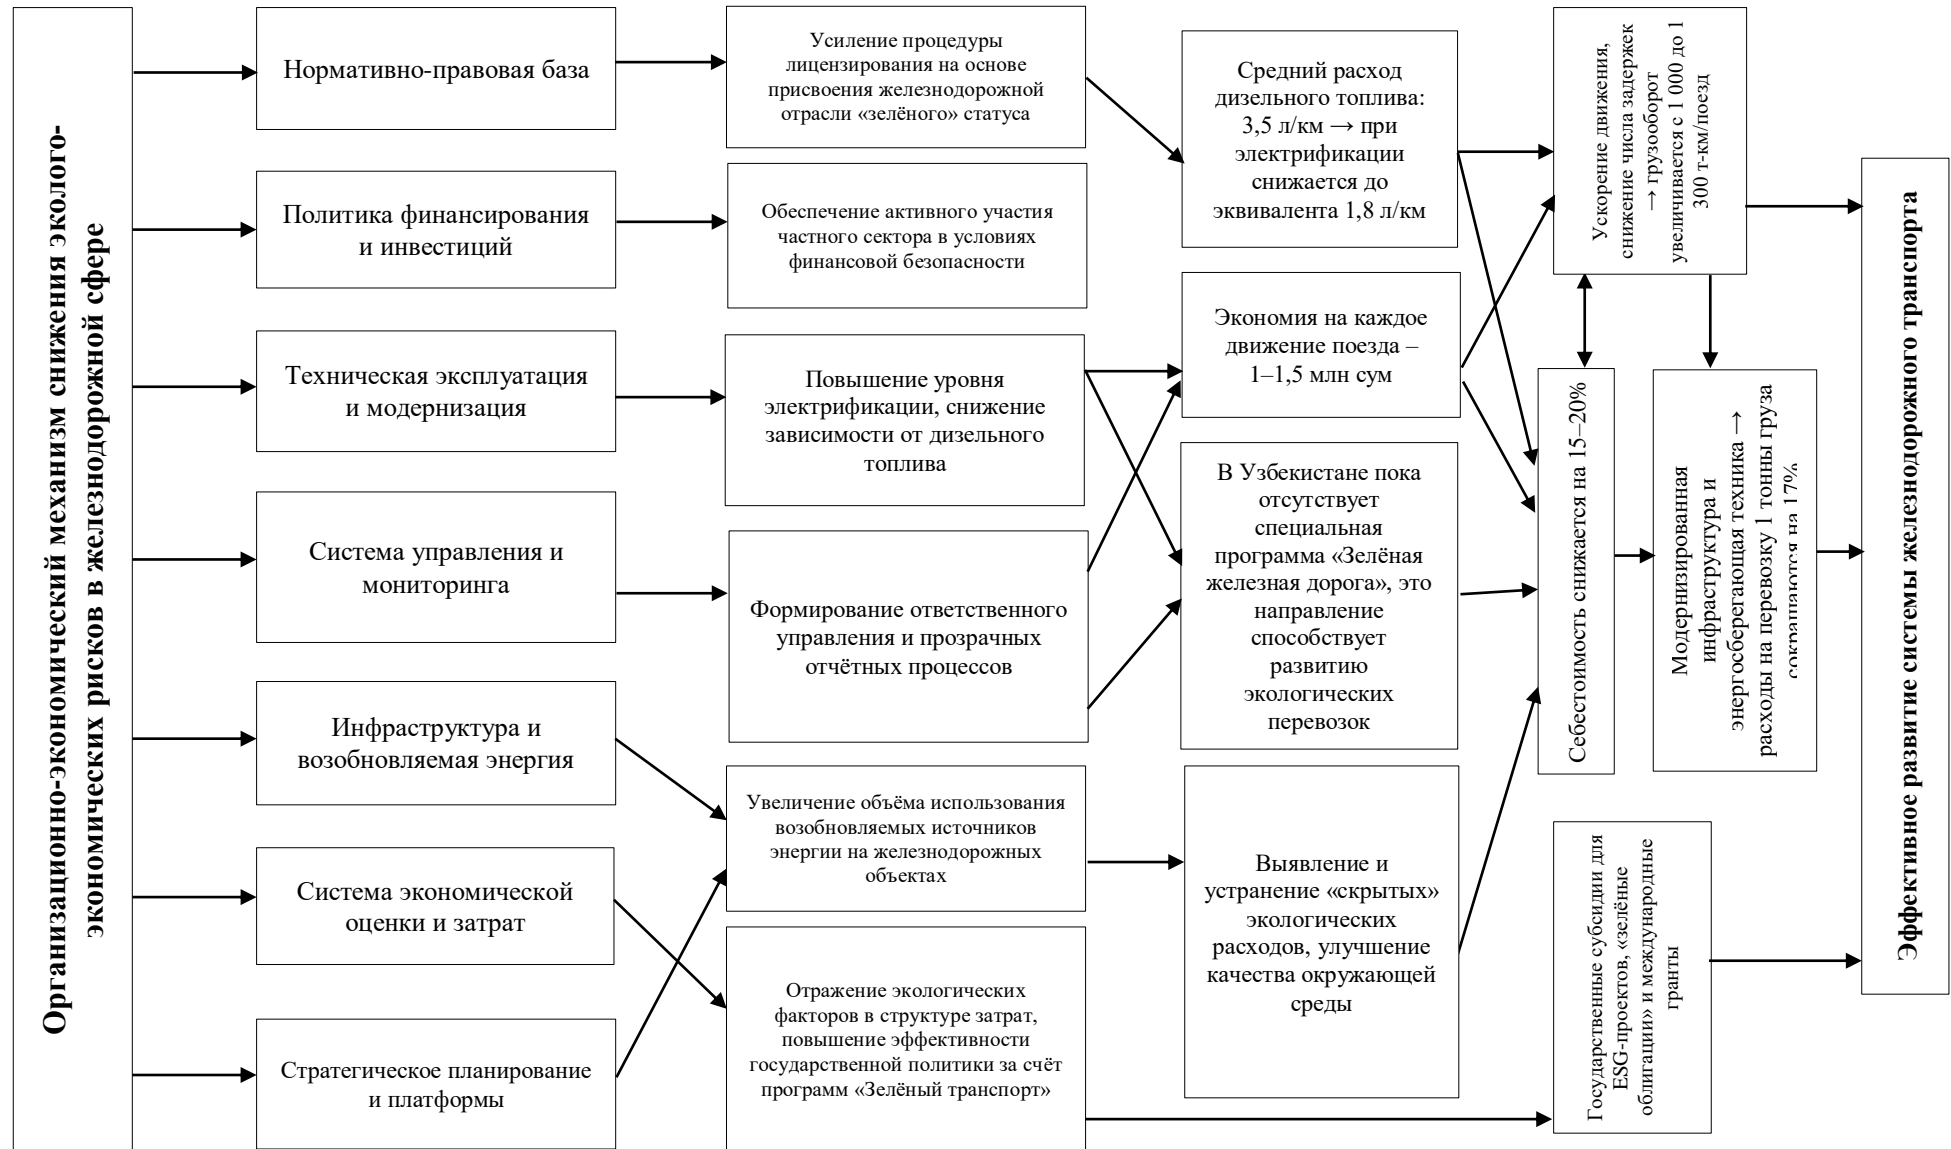 Организационно-экономический механизм снижения эколого-
экономических рисков в железнодорожной сфере
Нормативно-правовая база
Политика финансирования
и инвестиций
Техническая эксплуатация
и модернизация
Система управления и
мониторинга
Инфраструктура и
возобновляемая энергия
Система экономической
оценки и затрат
Стратегическое планирование
и платформы
Усиление процедуры
лицензирования на основе
присвоения железнодорожной
отрасли «зелёного» статуса
Обеспечение активного участия
частного сектора в условиях
финансовой безопасности
Повышение уровня
электрификации, снижение
зависимости от дизельного
топлива
Формирование ответственного
управления и прозрачных
отчётных процессов
Увеличение объёма использования
возобновляемых источников
энергии на железнодорожных
объектах
Отражение экологических
факторов в структуре затрат,
повышение эффективности
государственной политики за счёт
программ «Зелёный транспорт»
Средний расход
дизельного топлива:
3,5 л/км → при
электрификации
снижается до
эквивалента 1,8 л/км
Экономия на каждое
движение поезда –
1–1,5 млн сум
В Узбекистане пока
отсутствует
специальная
программа «Зелёная
железная дорога», это
направление
способствует
развитию
экологических
перевозок
Выявление и
устранение «скрытых»
экологических
расходов, улучшение
качества окружающей
среды
Ускорение движения,
снижение числа задержек
→ грузооборот
увеличивается с 1 000 до 1
300 т-км/поезд
Себестоимость снижается на 15–20%
Модернизированная
инфраструктура и
энергосберегающая техника →
расходы на перевозку 1 тонны груза
сокращаются на 17%
Государственные субсидии для
ESG-проектов, «зелёные
облигации» и международные
гранты
Эффективное развитие системы железнодорожного транспорта